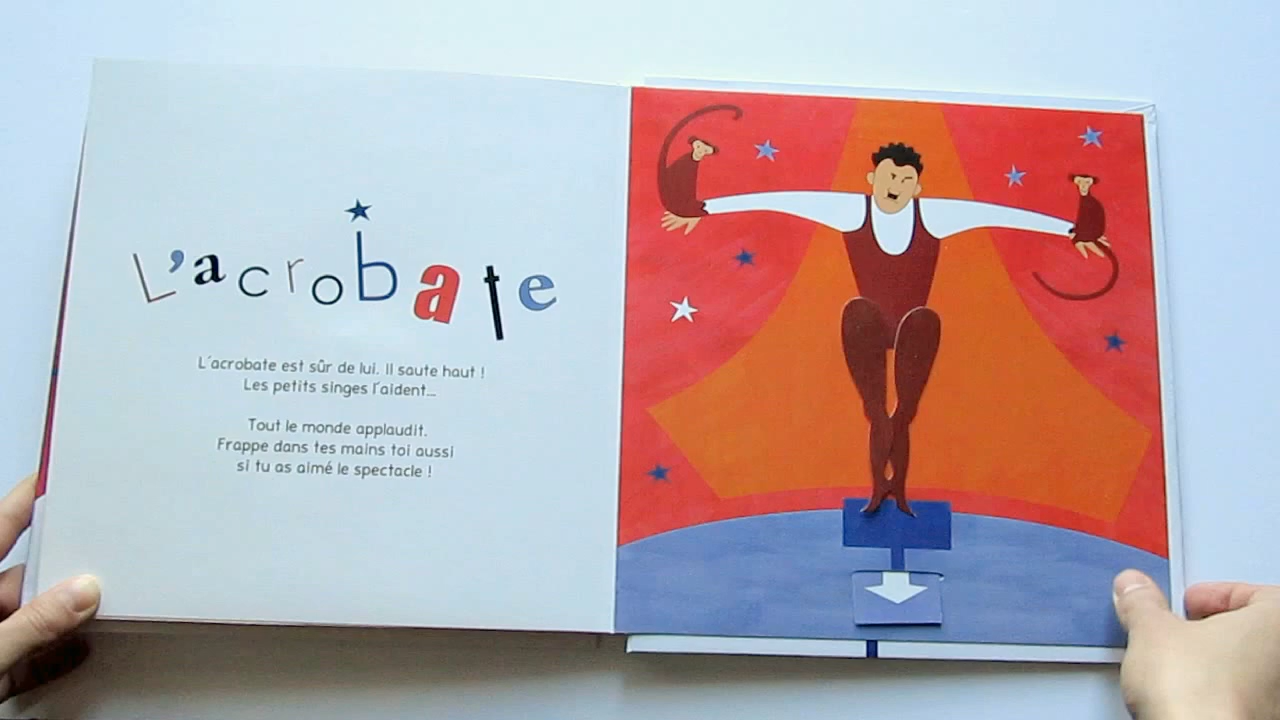 L'acrobate
L'acrobate est sûr de lui. Il saute haut !
Les petits singes l'aident...
Tout le monde applaudit.
Frappe dans tes mains toi aussi
si tu as aimé le spectacle !